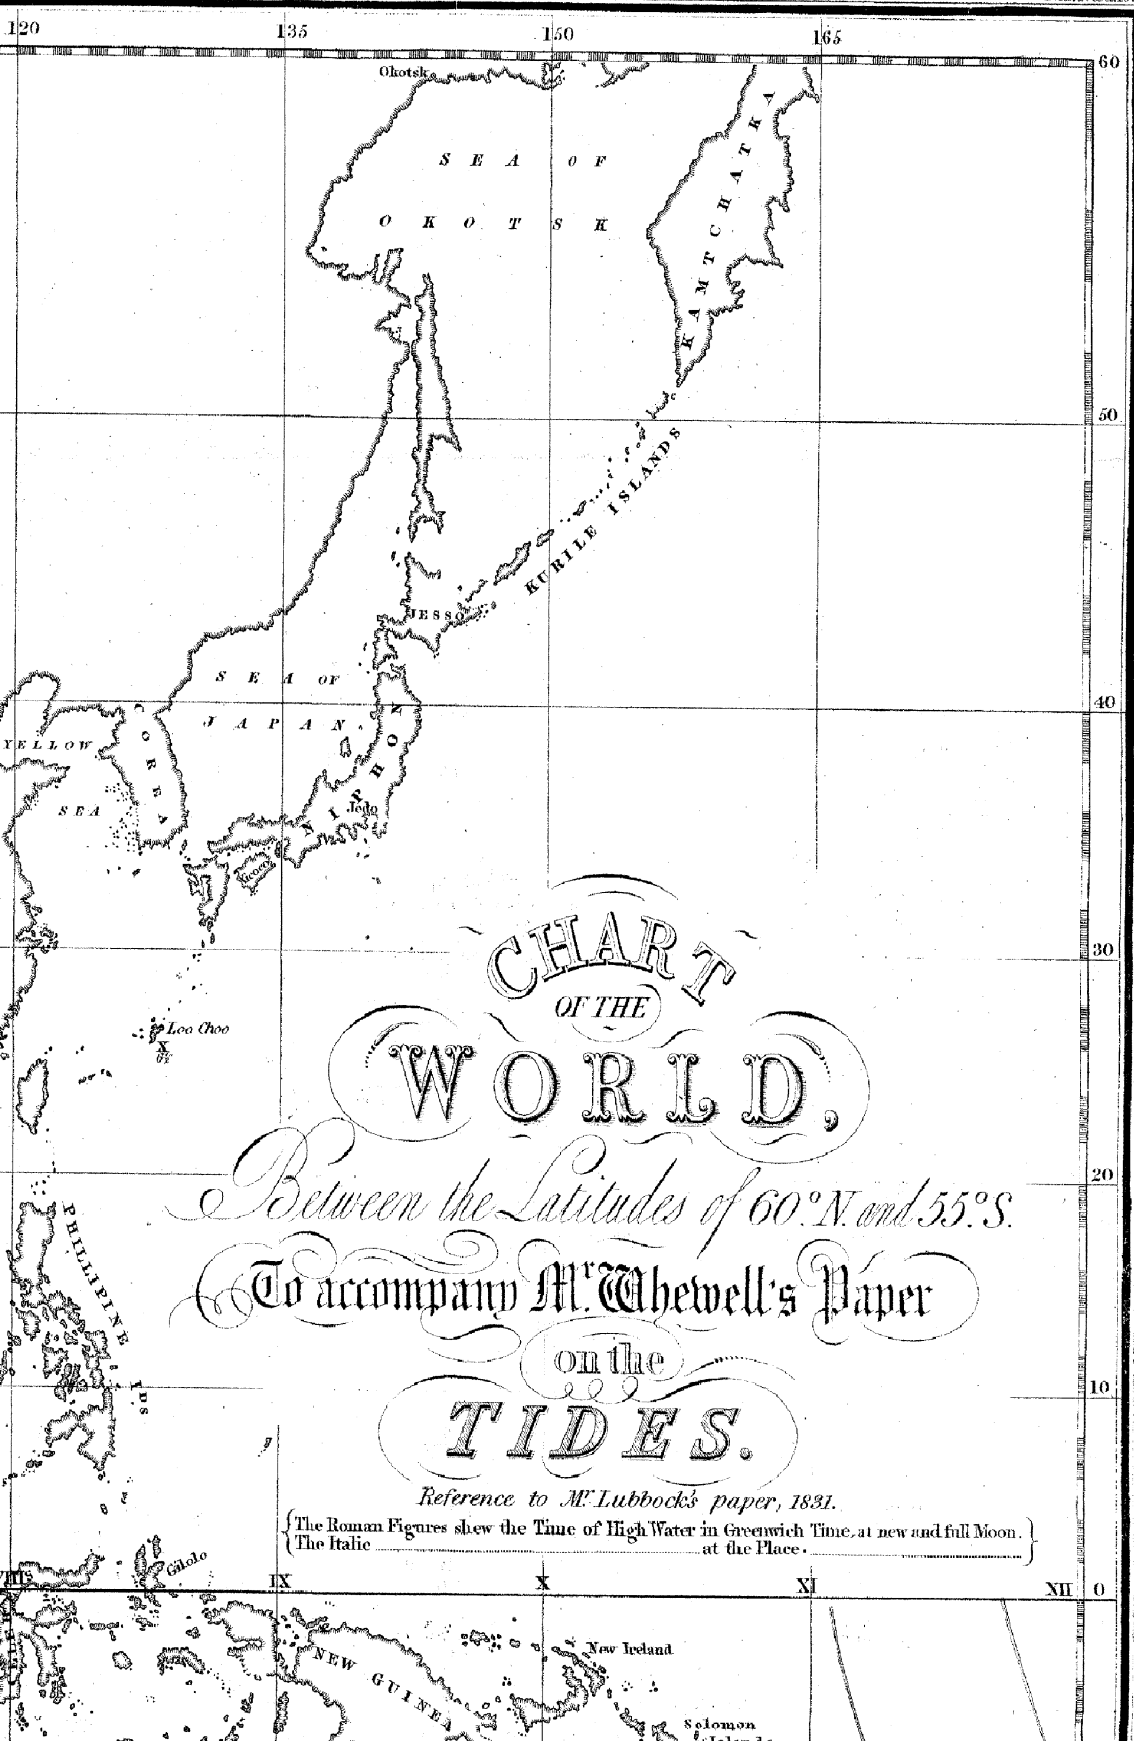 120 135 150 165
60
Okotsk
SEA OF
OKOTSK
KAMTCHATKA
50
KURILE ISLANDS
JESSO
SEA OF
JAPAN.
40
YELLOW
SEA
COREA
NIPHON
Jedo
30
Loo Choo
X
CHART
OF THE
WORLD,
Between the Latitudes of 60° N. and 55° S.
20
To accompany Mr. Whewell's Paper
on the
TIDES.
PHILLIPINE IDS
10
Reference to Mr. Lubbock's paper, 1831.
The Roman Figures shew the Time of High Water in Greenwich Time, at new and full Moon.
The Italic at the Place.
Gilolo
IX X XI XII 0
NEW GUINEA
New Ireland
Solomon
Islands